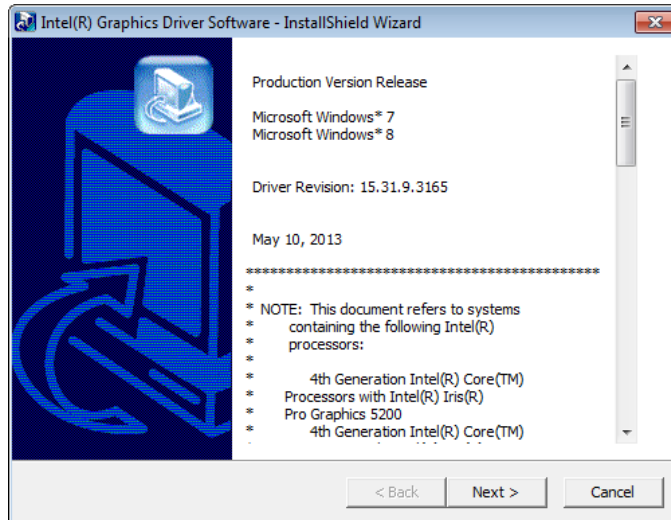 Intel(R) Graphics Driver Software - InstallShield Wizard
Production Version Release
Microsoft Windows* 7
Microsoft Windows* 8
Driver Revision: 15.31.9.3165
May 10, 2013
********************************************
*
* NOTE: This document refers to systems
* containing the following Intel(R)
* processors:
*
* 4th Generation Intel(R) Core(TM)
* Processors with Intel(R) Iris(R)
* Pro Graphics 5200
* 4th Generation Intel(R) Core(TM)
< Back
Next >
Cancel